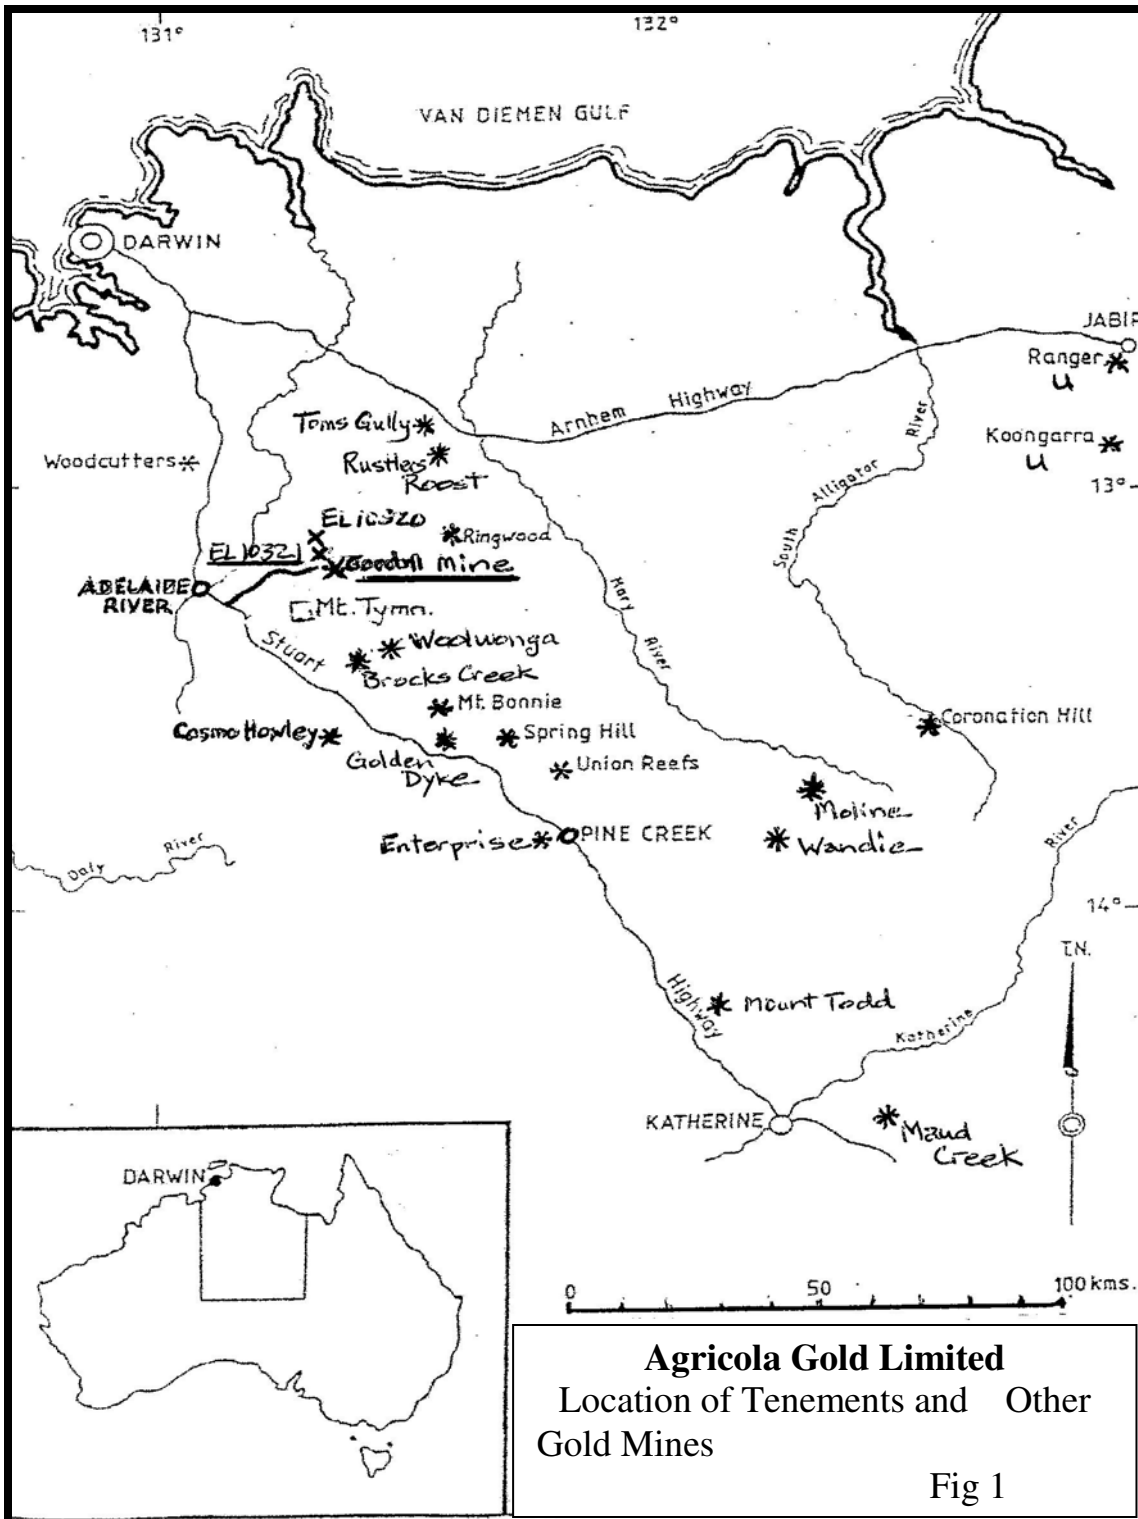 131°
132°
VAN DIEMEN GULF
DARWIN
JABIR
Ranger
U
Arnhem Highway
Toms Gully
Woodcutters
Rustlers
Roost
South Alligator River
Koongarra
U
13°
EL10320
Ringwood
EL10321
Mine
ADELAIDE
RIVER
Mt. Tymn.
Mary River
Stuart
Woolwonga
Brocks Creek
Mt. Bonnie
Coronation Hill
Cosmo Howley
Spring Hill
Golden
Dyke
Union Reefs
Moline
Enterprise
PINE CREEK
Wandie
Daly River
River
14°
T.N.
Highway
Mount Todd
Katherine
KATHERINE
Maud
Creek
DARWIN
0 50 100 kms.
Agricola Gold Limited
Location of Tenements and Other
Gold Mines
Fig 1